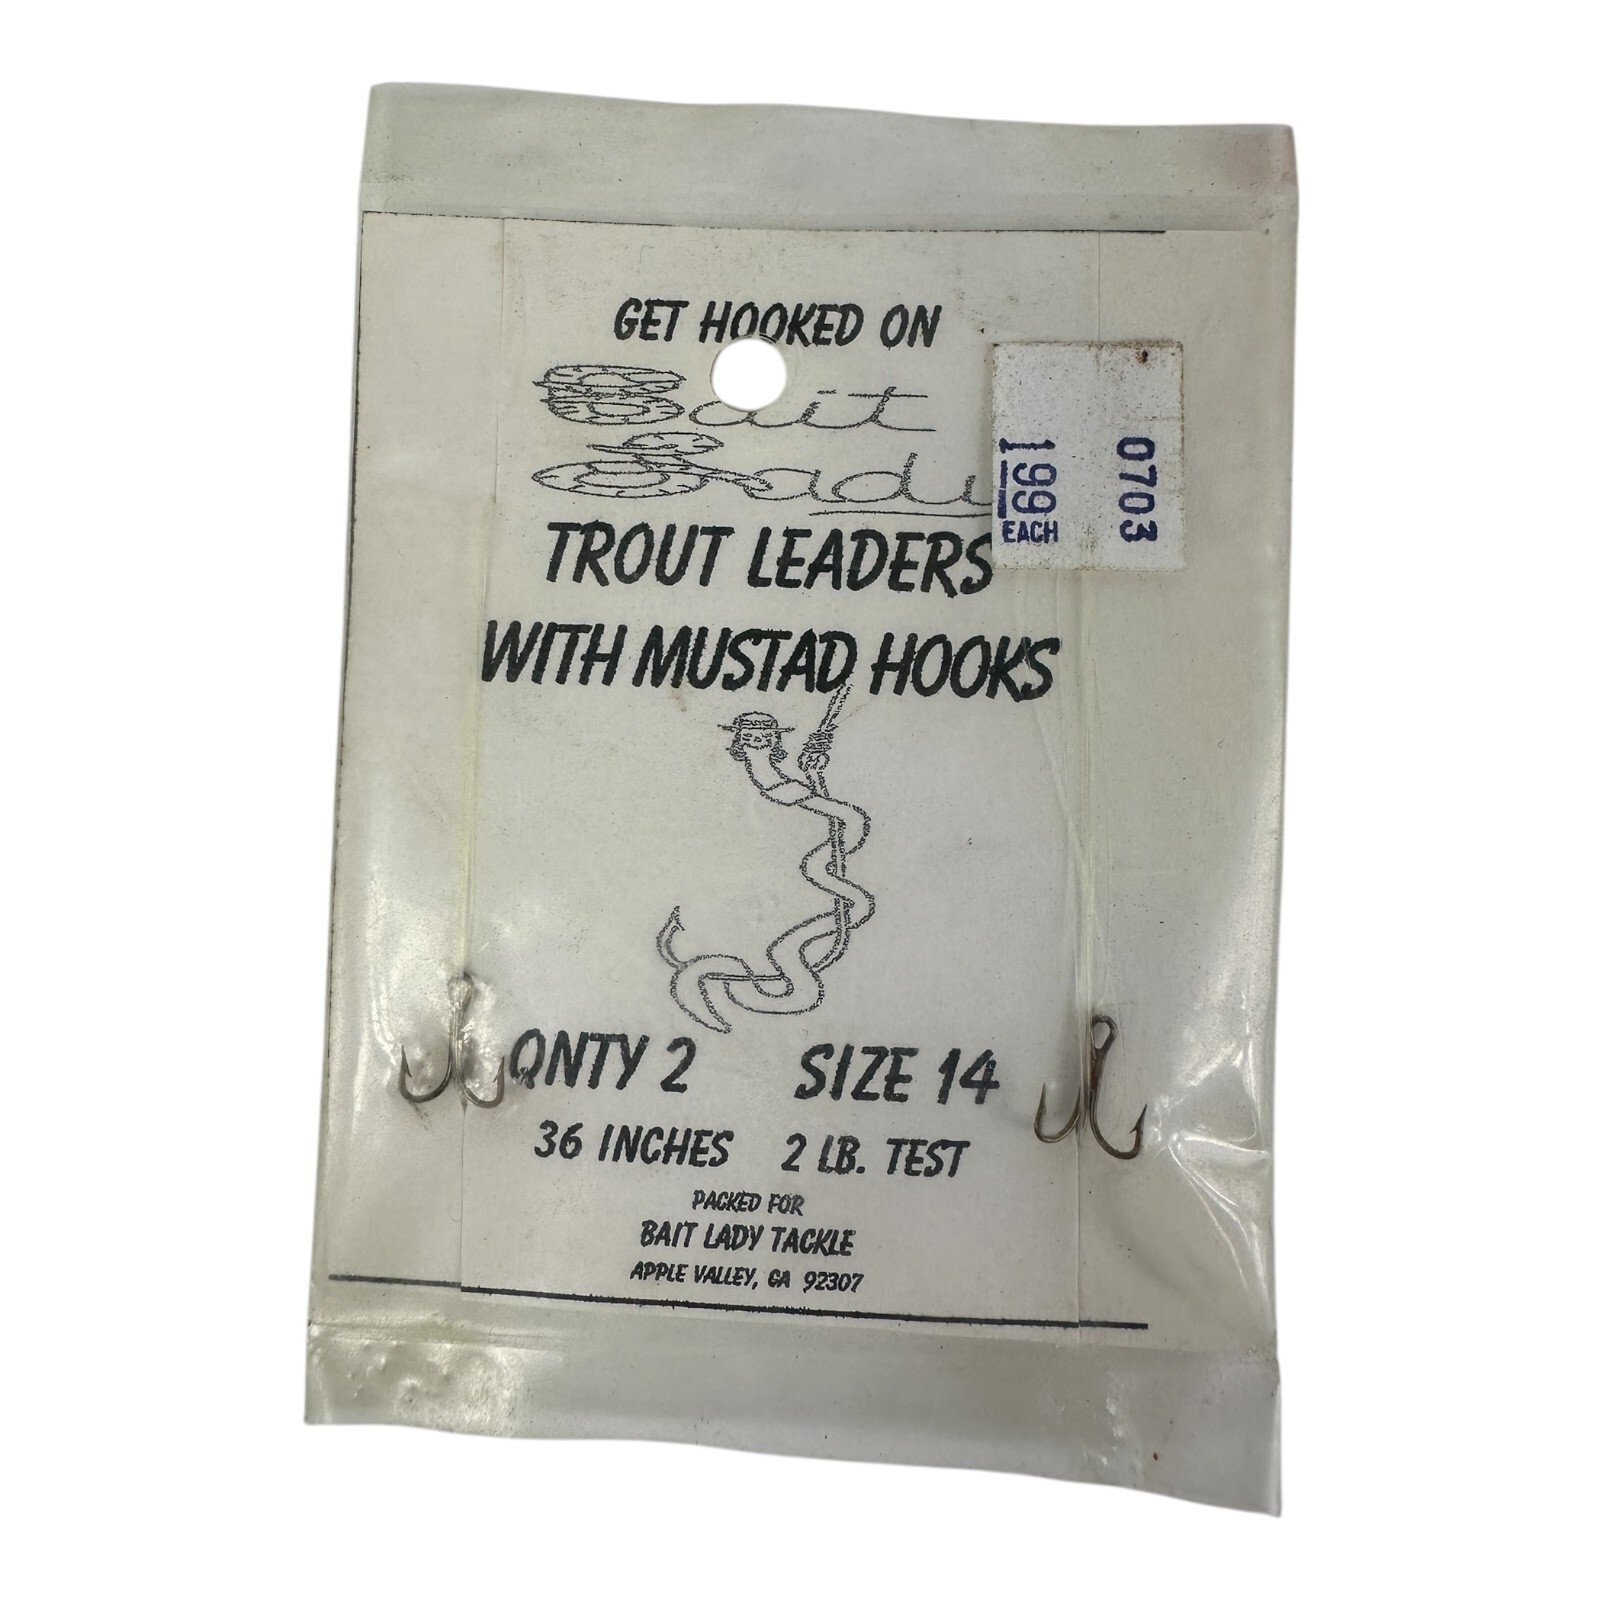 GET HOOKED ON
Bait
Lady
TROUT LEADERS
WITH MUSTAD HOOKS
QNTY 2 SIZE 14
36 INCHES 2 LB. TEST
PACKED FOR
BAIT LADY TACKLE
APPLE VALLEY, CA 92307
0703
199
EACH